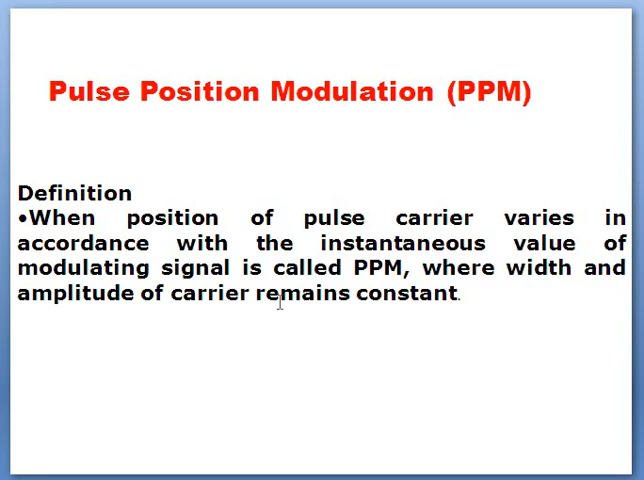 Pulse Position Modulation (PPM)
Definition
•When position of pulse carrier varies in
accordance with the instantaneous value of
modulating signal is called PPM, where width and
amplitude of carrier remains constant.